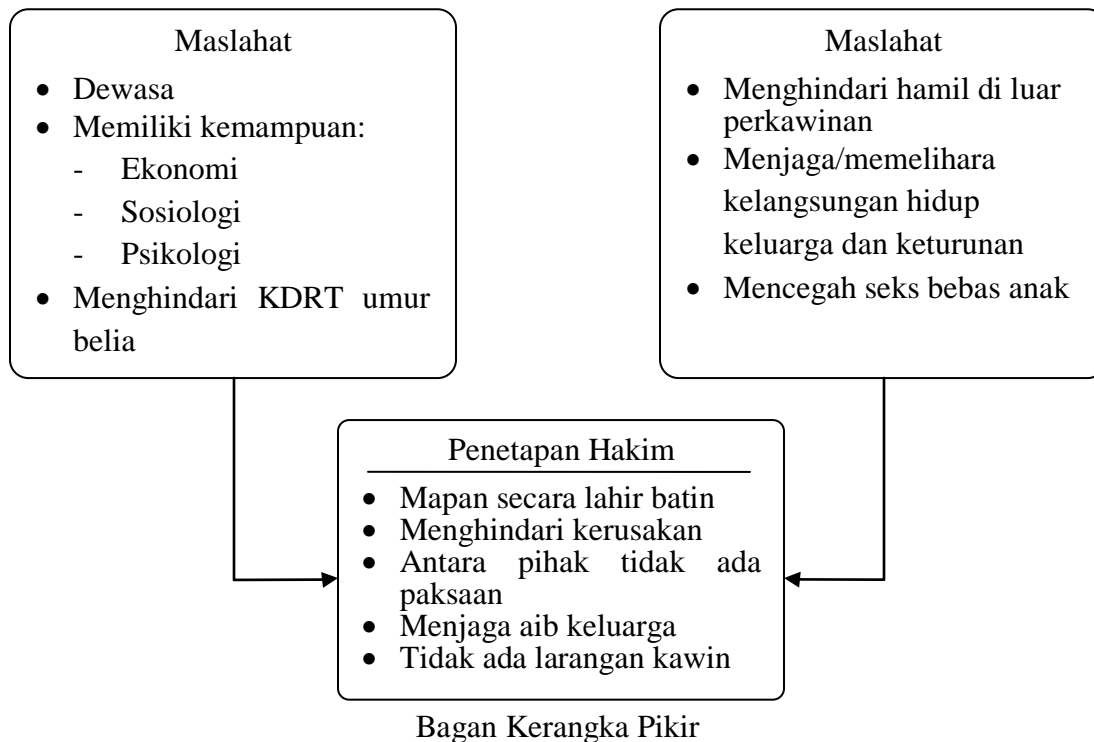 Maslahat
• Dewasa
• Memiliki kemampuan:
- Ekonomi
- Sosiologi
- Psikologi
• Menghindari KDRT umur
belia
Maslahat
• Menghindari hamil di luar
perkawinan
• Menjaga/memelihara
kelangsungan hidup
keluarga dan keturunan
• Mencegah seks bebas anak
Penetapan Hakim
• Mapan secara lahir batin
• Menghindari kerusakan
• Antara pihak tidak ada
paksaan
• Menjaga aib keluarga
• Tidak ada larangan kawin
Bagan Kerangka Pikir